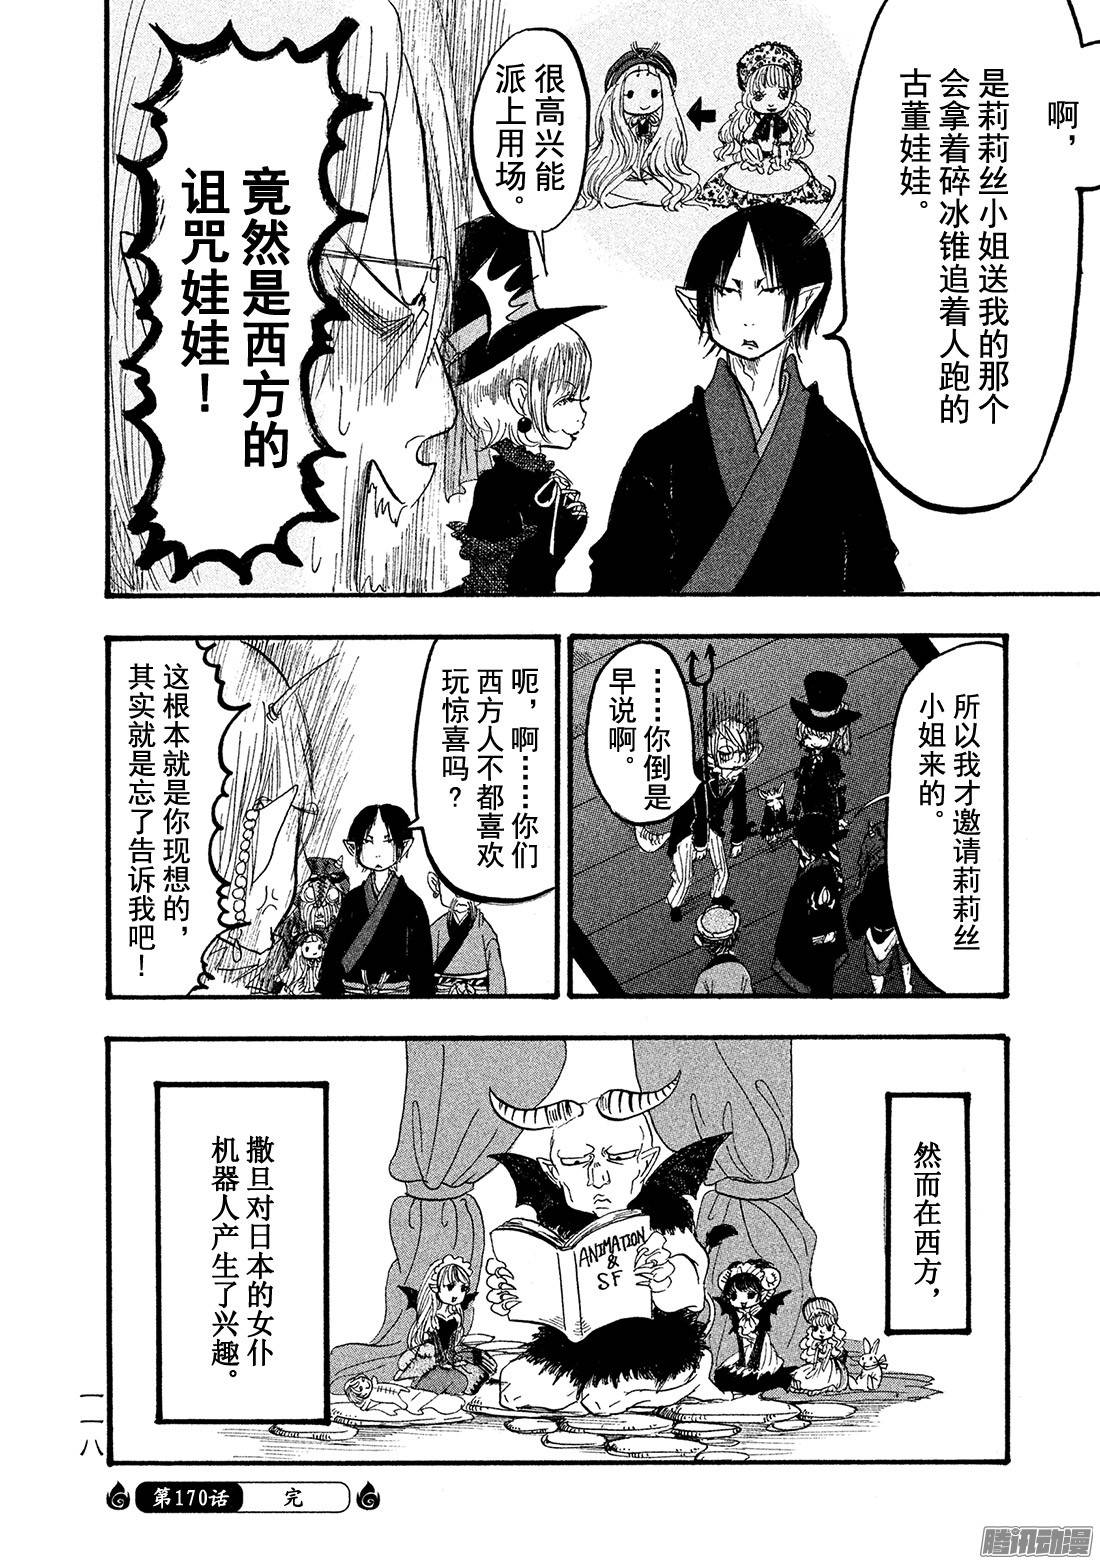 啊，
是莉莉丝小姐送我的那个
会拿着碎冰锥追着人跑的
古董娃娃。
很高兴能
派上用场。
竟然是西方的
诅咒娃娃！
所以我才邀请莉莉丝
小姐来的。
……你倒是
早说啊。
呃，啊……你们
西方人不都喜欢
玩惊喜吗？
这根本就是你现想的，
其实就是忘了告诉我吧！
然而在西方，
ANIMATION
&
SF
撒旦对日本的女仆
机器人产生了兴趣。
一一八
第170话 完
腾讯动漫